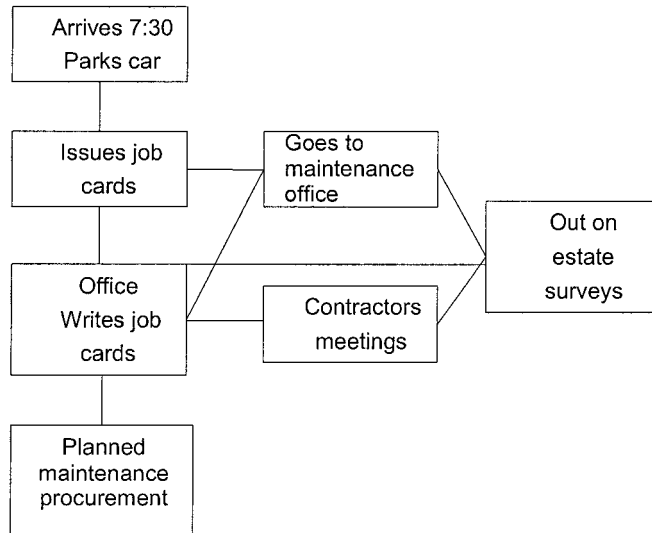 Arrives 7:30
Parks car
Issues job
cards
Goes to
maintenance
office
Out on
estate
surveys
Office
Writes job
cards
Contractors
meetings
Planned
maintenance
procurement